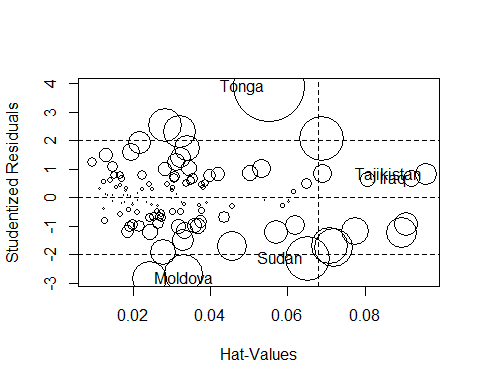 Studentized Residuals
4
3
2
1
0
-1
-2
-3
Tonga
Tajikistan
Iraq
Sudan
Moldova
0.02 0.04 0.06 0.08
Hat-Values